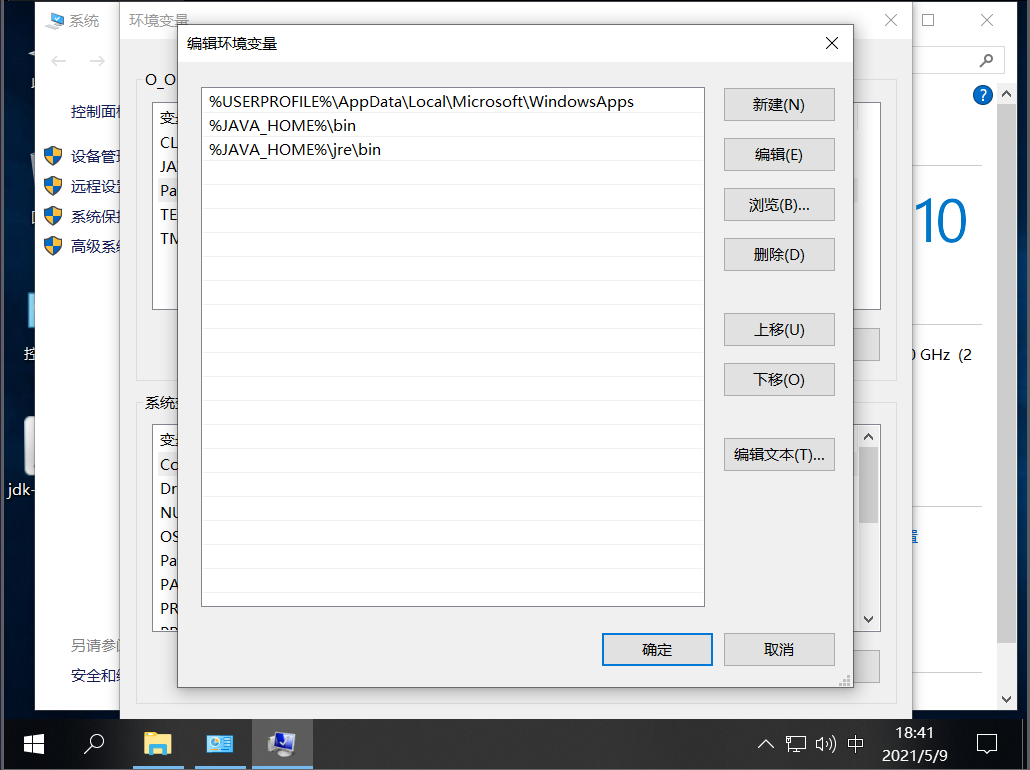 系统
环境变量
编辑环境变量
控制面
设备管
远程设
系统保
高级系
O_O
变
CL
JA
Pa
TE
TM
%USERPROFILE%\AppData\Local\Microsoft\WindowsApps
%JAVA_HOME%\bin
%JAVA_HOME%\jre\bin
新建(N)
编辑(E)
浏览(B)...
删除(D)
上移(U)
下移(O)
编辑文本(T)...
10
GHz (2
控
jdk-
系统
变
Co
Dr
NU
OS
Pa
PA
PR
另请参
安全和
确定
取消
中
18:41
2021/5/9